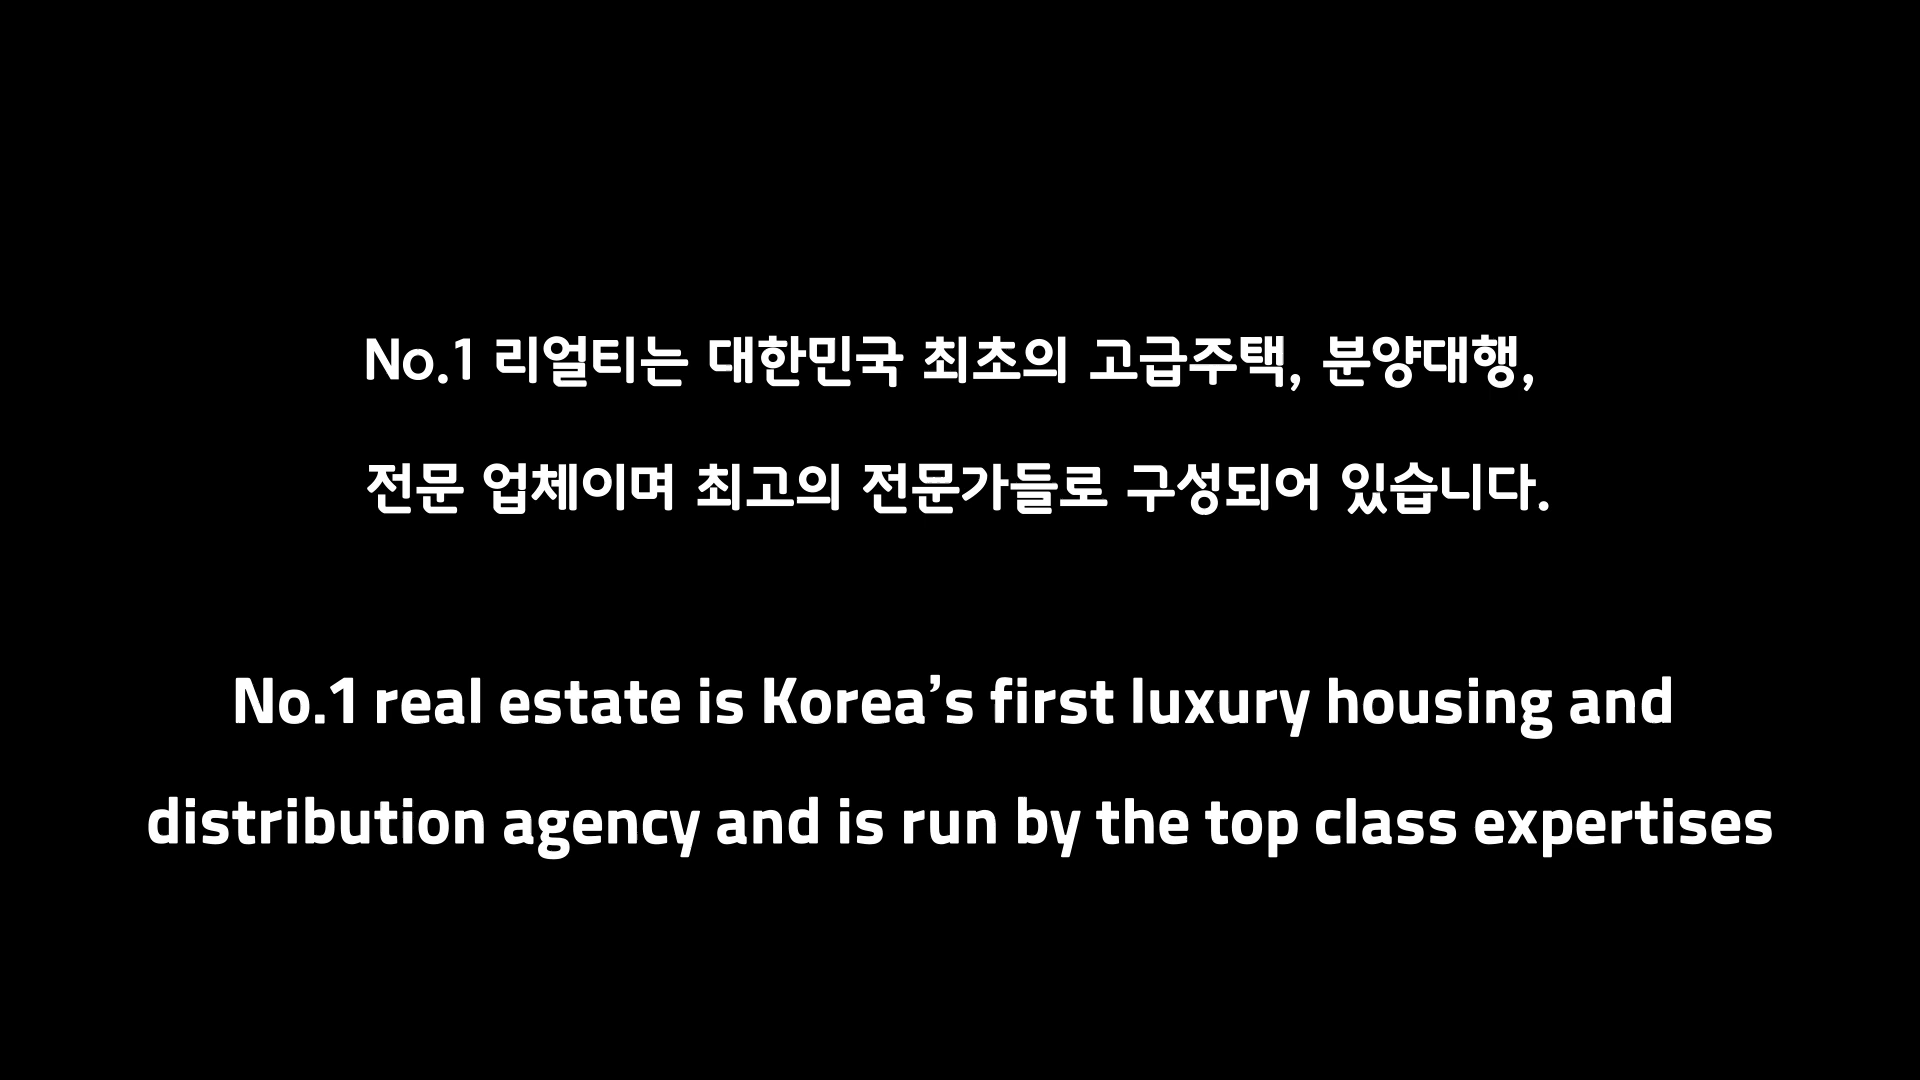 No.1 리얼티는 대한민국 최초의 고급주택, 분양대행,
전문 업체이며 최고의 전문가들로 구성되어 있습니다.
No.1 real estate is Korea’s first luxury housing and
distribution agency and is run by the top class expertises